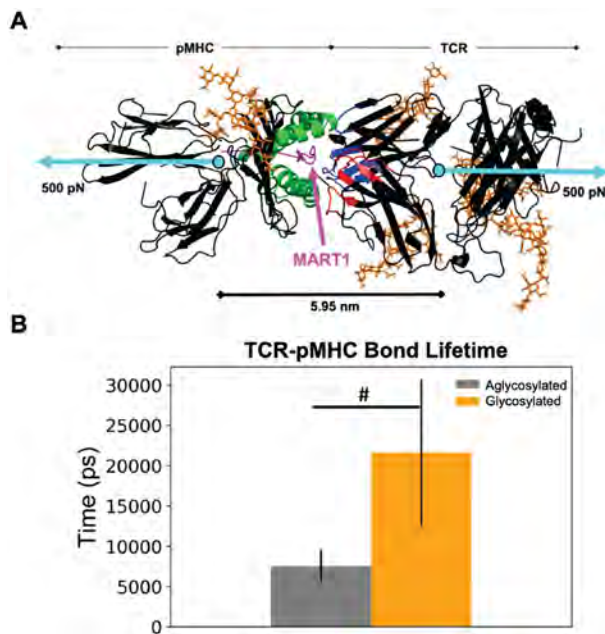 A
pMHC TCR
500 pN 500 pN
MART1
5.95 nm
B
TCR-pMHC Bond Lifetime
#
Aglycosylated
Glycosylated
Time (ps)
30000
25000
20000
15000
10000
5000
0